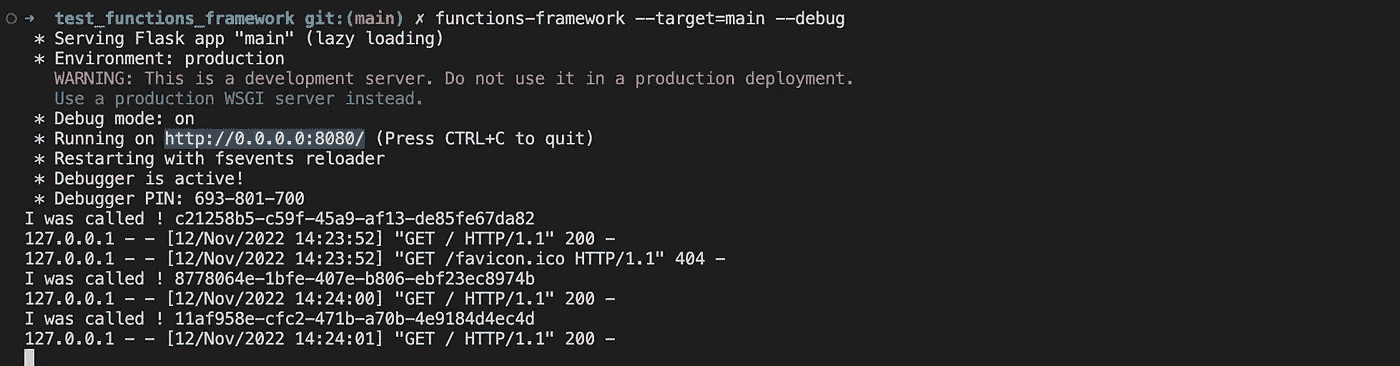 ○ ➜ test_functions_framework git:(main) ✗ functions-framework --target=main --debug
* Serving Flask app "main" (lazy loading)
* Environment: production
WARNING: This is a development server. Do not use it in a production deployment.
Use a production WSGI server instead.
* Debug mode: on
* Running on http://0.0.0.0:8080/ (Press CTRL+C to quit)
* Restarting with fsevents reloader
* Debugger is active!
* Debugger PIN: 693-801-700
I was called ! c21258b5-c59f-45a9-af13-de85fe67da82
127.0.0.1 - - [12/Nov/2022 14:23:52] "GET / HTTP/1.1" 200 -
127.0.0.1 - - [12/Nov/2022 14:23:52] "GET /favicon.ico HTTP/1.1" 404 -
I was called ! 8778064e-1bfe-407e-b806-ebf23ec8974b
127.0.0.1 - - [12/Nov/2022 14:24:00] "GET / HTTP/1.1" 200 -
I was called ! 11af958e-cfc2-471b-a70b-4e9184d4ec4d
127.0.0.1 - - [12/Nov/2022 14:24:01] "GET / HTTP/1.1" 200 -